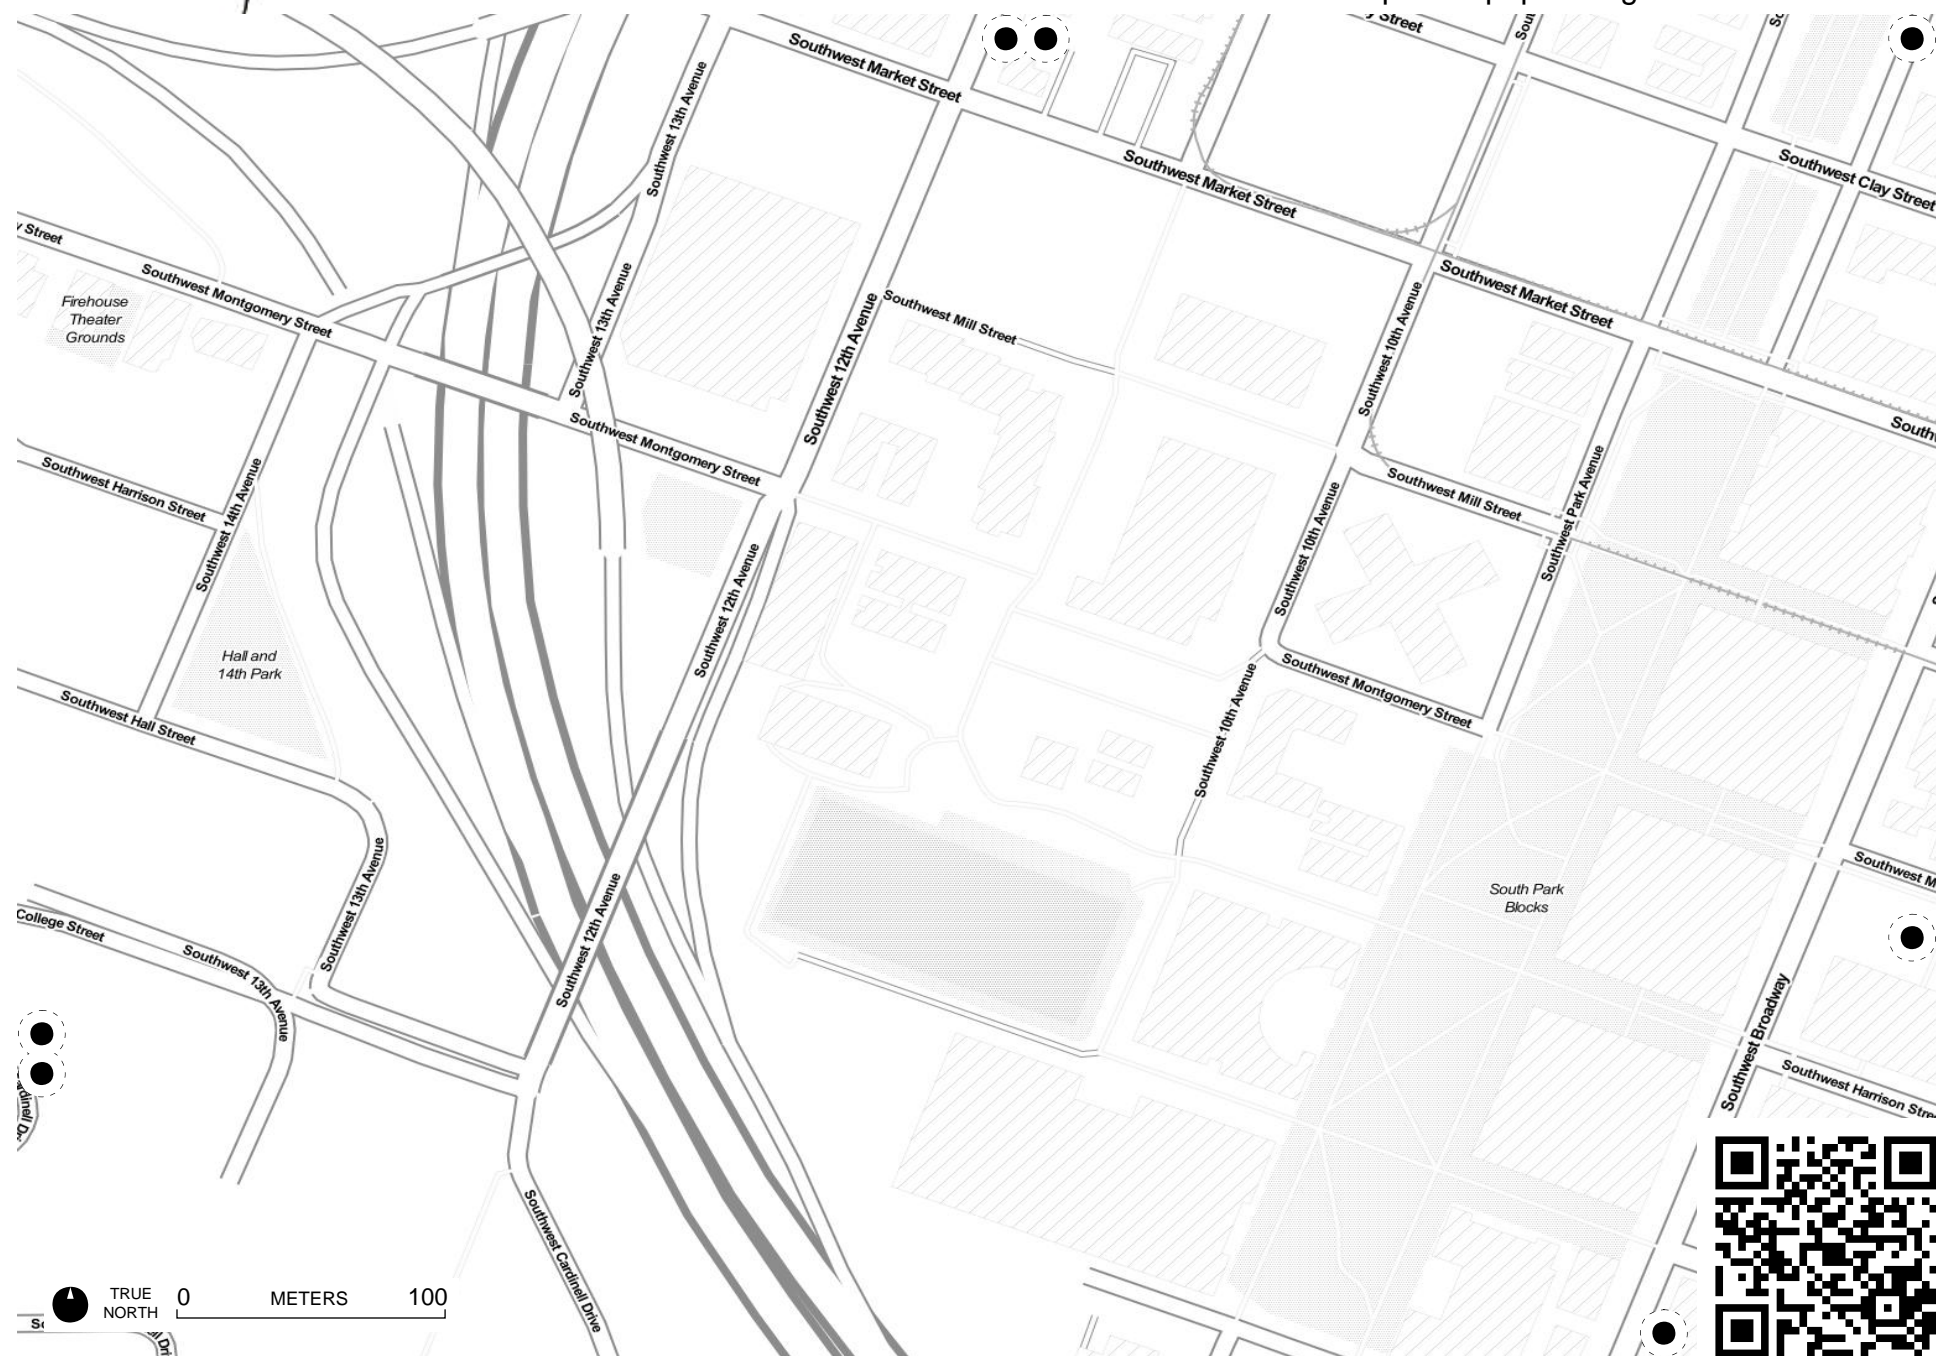 Southwest Market Street
Southwest 13th Avenue
Southwest Clay Street
Southwest Market Street
Street
Southwest Montgomery Street
Firehouse
Theater
Grounds
Southwest 13th Avenue
Southwest 12th Avenue
Southwest Mill Street
Southwest 10th Avenue
Southwest Market Street
Southwest Montgomery Street
Southwest Harrison Street
Southwest 14th Avenue
Southwest Mill Street
Southwest Park Avenue
Southwest 10th Avenue
Southwest 12th Avenue
Hall and
14th Park
Southwest Montgomery Street
Southwest 10th Avenue
Southwest Hall Street
Southwest 13th Avenue
South Park
Blocks
Southwest M
College Street
Southwest 13th Avenue
Southwest 12th Avenue
Southwest Broadway
Southwest Harrison Stre
Southwest Cardinell Drive
TRUE
NORTH
0 METERS 100